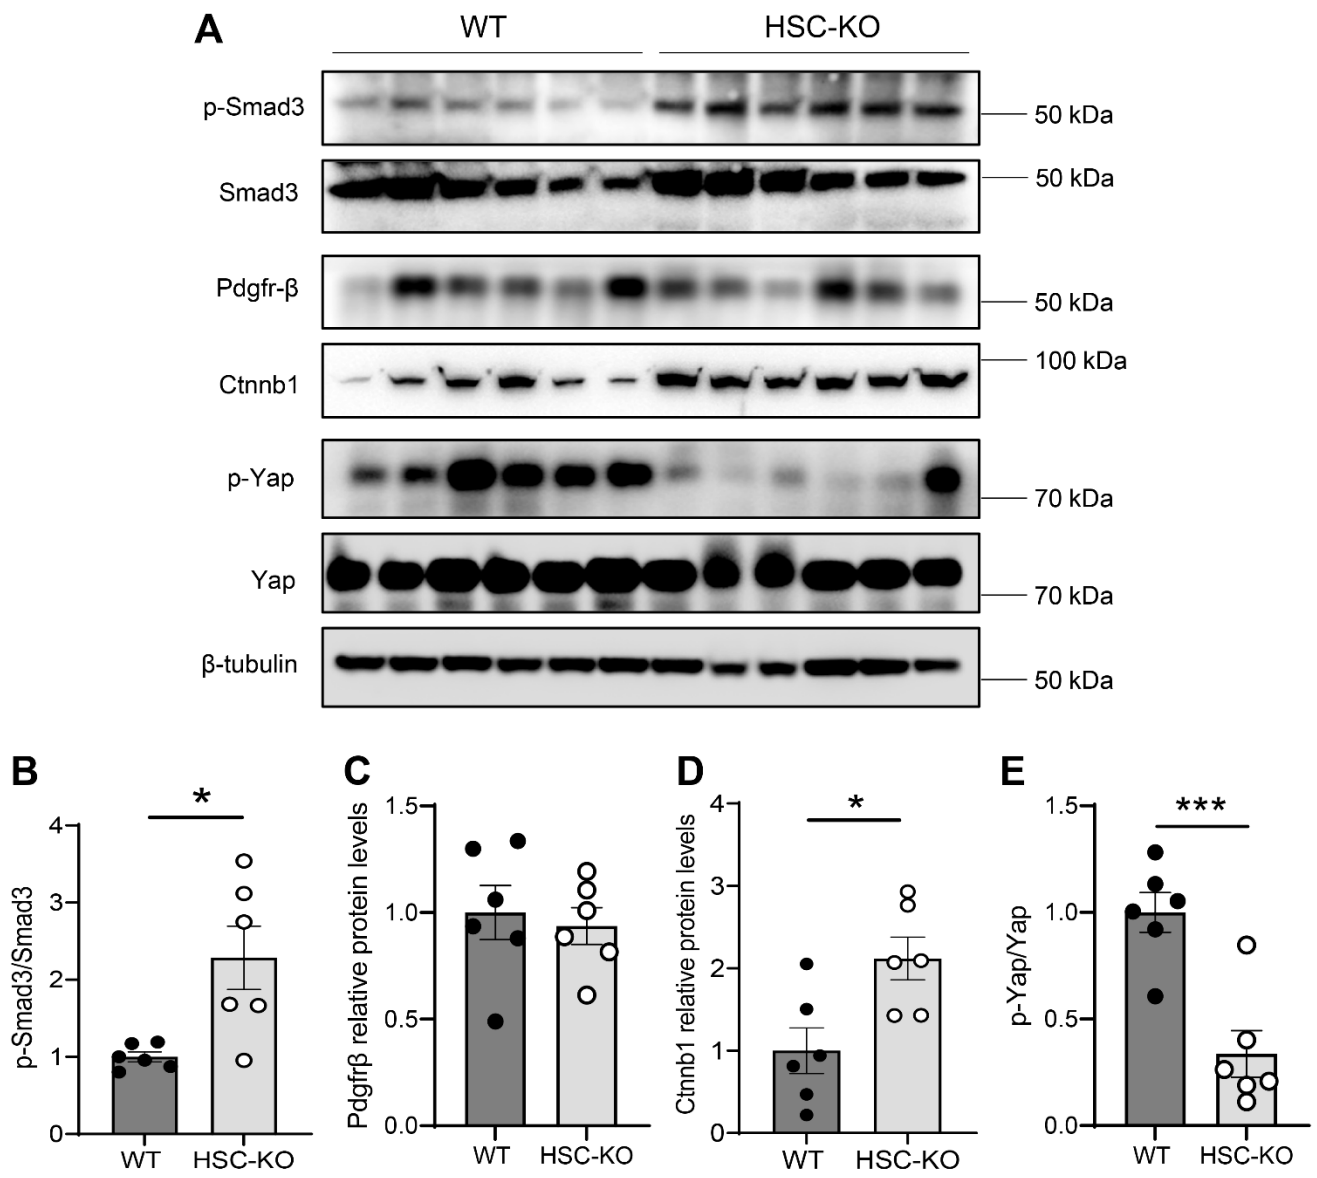 A
WT HSC-KO
p-Smad3 50 kDa
Smad3 50 kDa
Pdgfr-β 50 kDa
Ctnnb1 100 kDa
p-Yap 70 kDa
Yap 70 kDa
β-tubulin 50 kDa
B
p-Smad3/Smad3
4
3
2
1
0
*
WT HSC-KO
C
Pdgfrβ relative protein levels
1.5
1.0
0.5
0.0
WT HSC-KO
D
Ctnnb1 relative protein levels
4
3
2
1
0
*
WT HSC-KO
E
p-Yap/Yap
1.5
1.0
0.5
0.0
***
WT HSC-KO